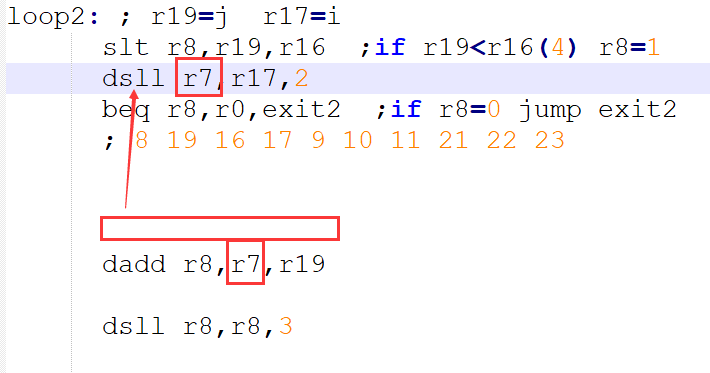 loop2: ; r19=j  r17=i
slt r8,r19,r16  ;if r19<r16(4) r8=1
dsll r7,r17,2
beq r8,r0,exit2  ;if r8=0 jump exit2
; 8 19 16 17 9 10 11 21 22 23
dadd r8,r7,r19
dsll r8,r8,3